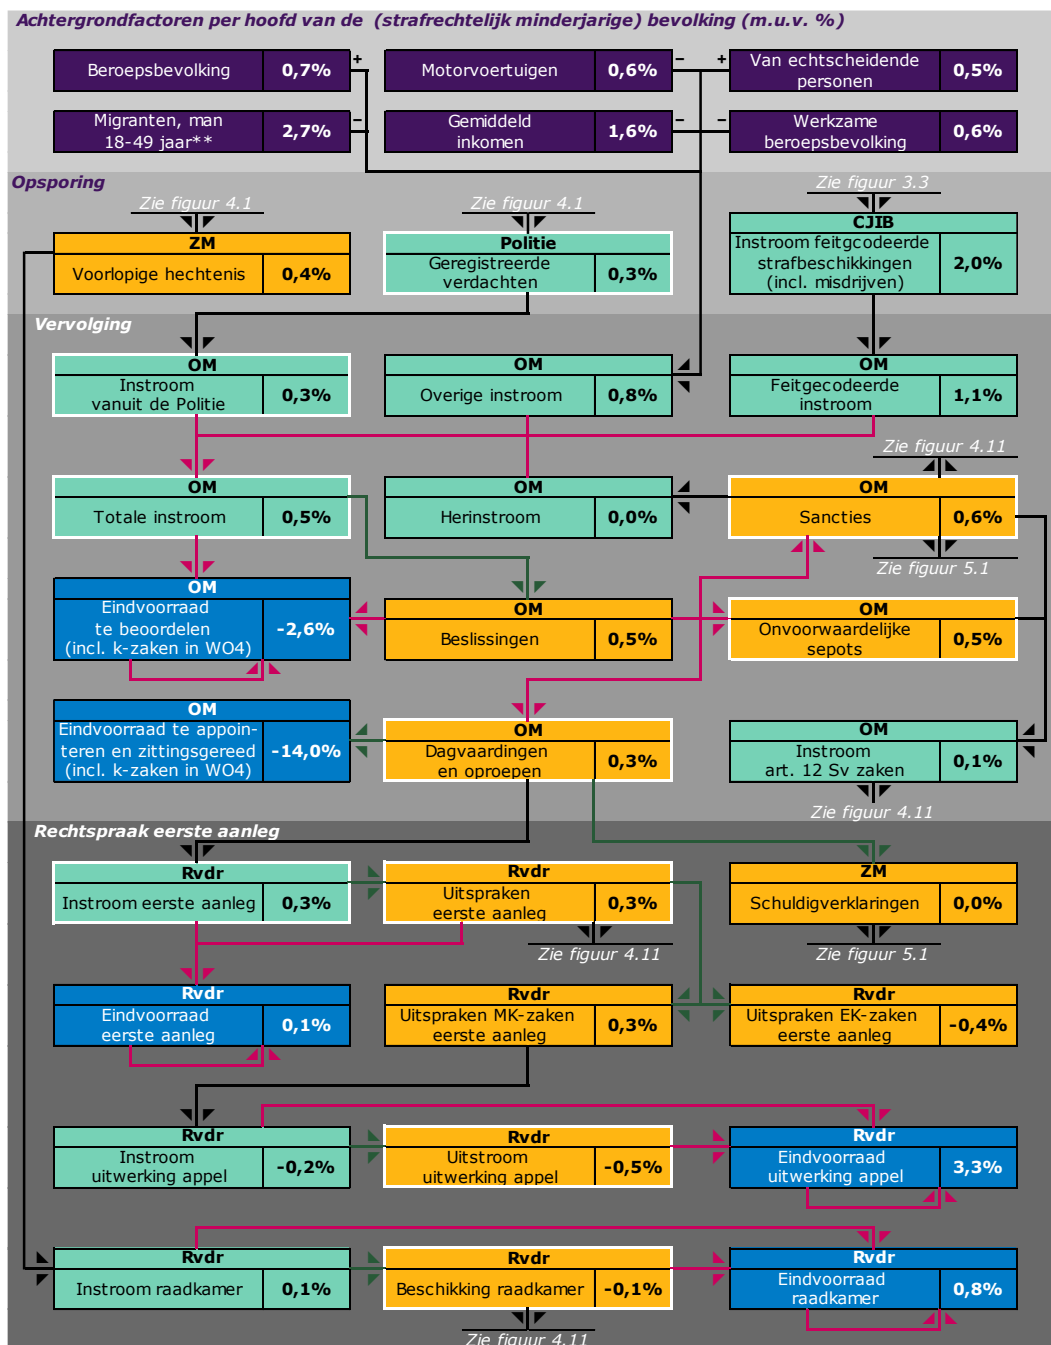 Achtergrondfactoren per hoofd van de (strafrechtelijk minderjarige) bevolking (m.u.v. %)
Beroepsbevolking 0,7% +
Motorvoertuigen 0,6% −
+ Van echtscheidende personen 0,5%
Migranten, man 18-49 jaar** 2,7% −
Gemiddeld inkomen 1,6% −
− Werkzame beroepsbevolking 0,6%
Opsporing
Zie figuur 4.1
Zie figuur 4.1
Zie figuur 3.3
ZM
Voorlopige hechtenis 0,4%
Politie
Geregistreerde
verdachten
0,3%
CJIB
Instroom feitgcodeerde
strafbeschikkingen
(incl. misdrijven)
2,0%
Vervolging
OM
Instroom
vanuit de Politie
0,3%
OM
Overige instroom 0,8%
OM
Feitgecodeerde
instroom
1,1%
Zie figuur 4.11
OM
Totale instroom 0,5%
OM
Herinstroom 0,0%
OM
Sancties 0,6%
Zie figuur 5.1
OM
Eindvoorraad
te beoordelen
(incl. k-zaken in WO4)
-2,6%
OM
Beslissingen 0,5%
OM
Onvoorwaardelijke
sepots
0,5%
OM
Eindvoorraad te appoin-
teren en zittingsgereed
(incl. k-zaken in WO4)
-14,0%
OM
Dagvaardingen
en oproepen
0,3%
OM
Instroom
art. 12 Sv zaken
0,1%
Zie figuur 4.11
Rechtspraak eerste aanleg
Rvdr
Instroom eerste aanleg 0,3%
Rvdr
Uitspraken
eerste aanleg
0,3%
ZM
Schuldigverklaringen 0,0%
Zie figuur 4.11
Zie figuur 5.1
Rvdr
Eindvoorraad
eerste aanleg
0,1%
Rvdr
Uitspraken MK-zaken
eerste aanleg
0,3%
Rvdr
Uitspraken EK-zaken
eerste aanleg
-0,4%
Rvdr
Instroom
uitwerking appel
-0,2%
Rvdr
Uitstroom
uitwerking appel
-0,5%
Rvdr
Eindvoorraad
uitwerking appel
3,3%
Rvdr
Instroom raadkamer 0,1%
Rvdr
Beschikking raadkamer -0,1%
Rvdr
Eindvoorraad
raadkamer
0,8%
Zie figuur 4.11